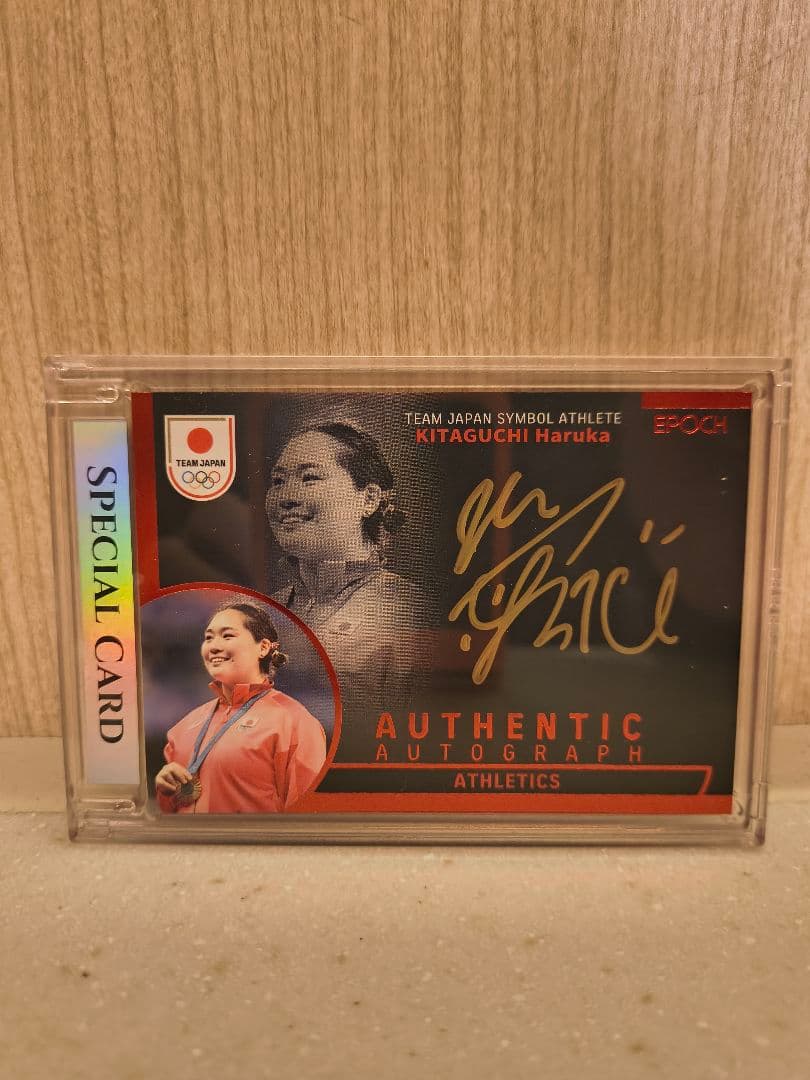 SPECIAL CARD
TEAM JAPAN
TEAM JAPAN SYMBOL ATHLETE
KITAGUCHI Haruka
EPOCH
AUTHENTIC
AUTOGRAPH
ATHLETICS